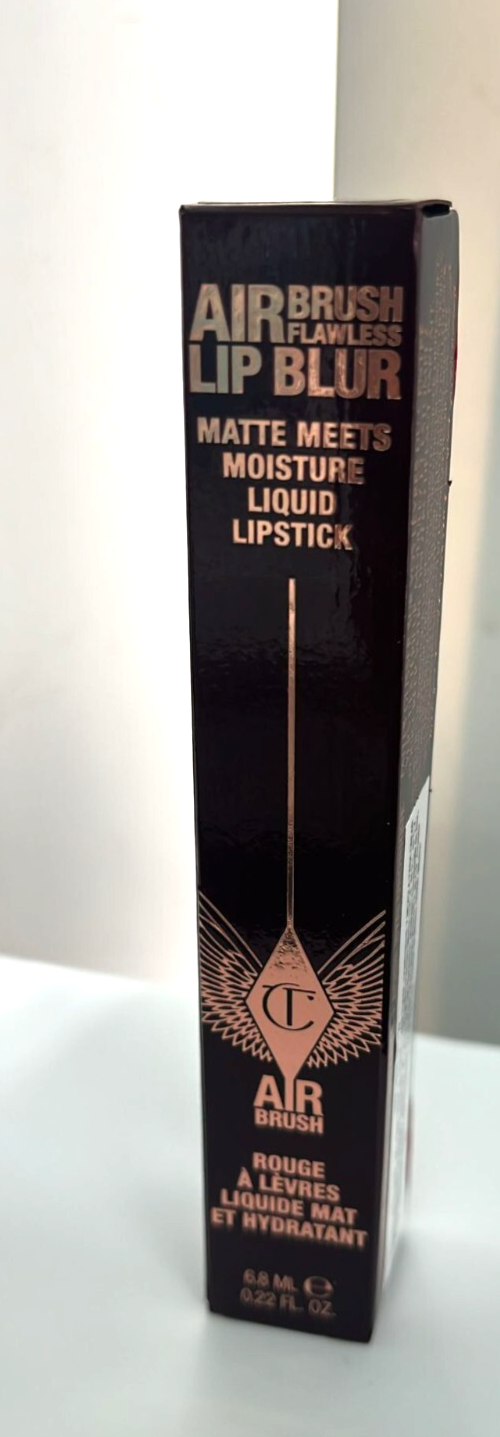 AIRBRUSH
FLAWLESS
LIP BLUR
MATTE MEETS
MOISTURE
LIQUID
LIPSTICK
CT
AIR
BRUSH
ROUGE
À LÈVRES
LIQUIDE MAT
ET HYDRATANT
6.8 ML e
0.22 FL. OZ.